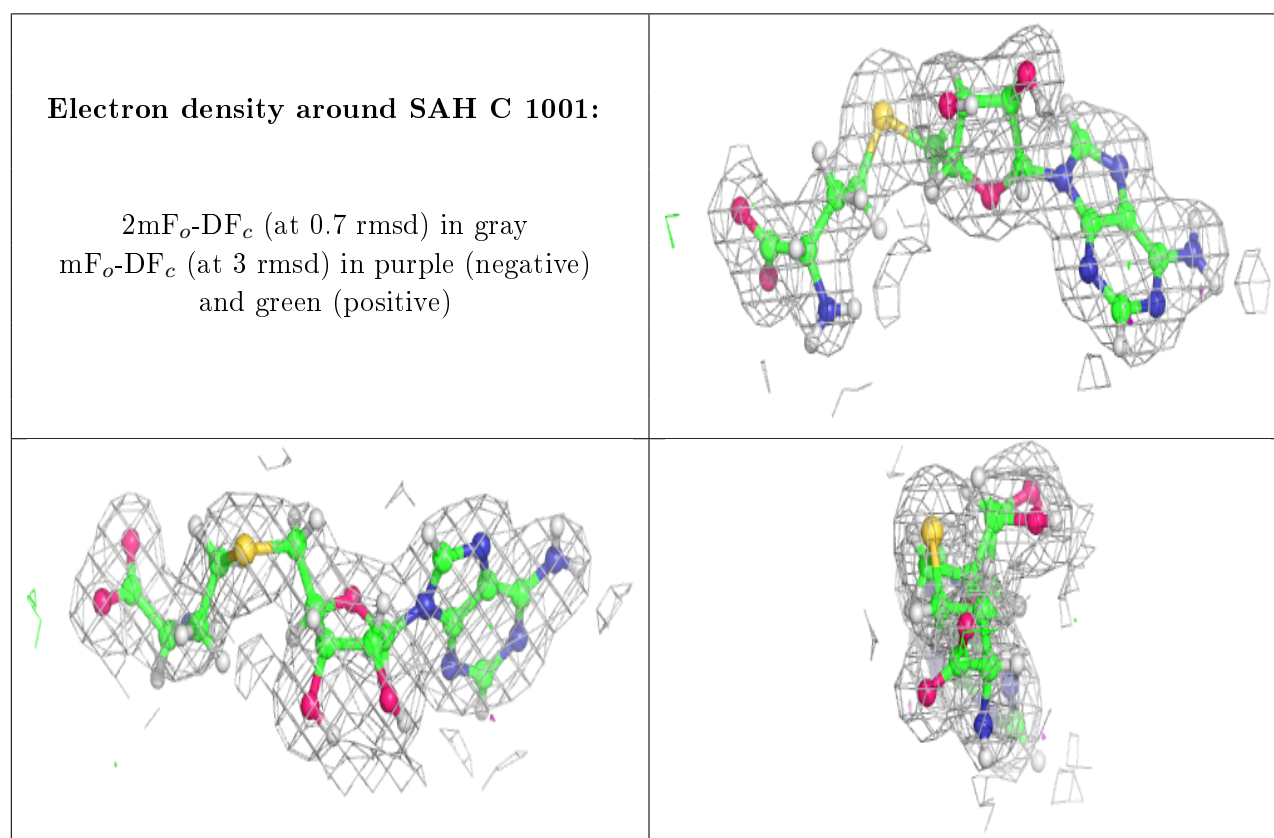 Electron density around SAH C 1001:
2mFo-DFc (at 0.7 rmsd) in gray
mFo-DFc (at 3 rmsd) in purple (negative)
and green (positive)